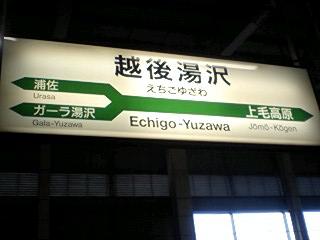 越後湯沢
えちごゆざわ
浦佐
Urasa
ガーラ湯沢
Gala-Yuzawa
上毛高原
Jōmō-Kōgen
Echigo-Yuzawa